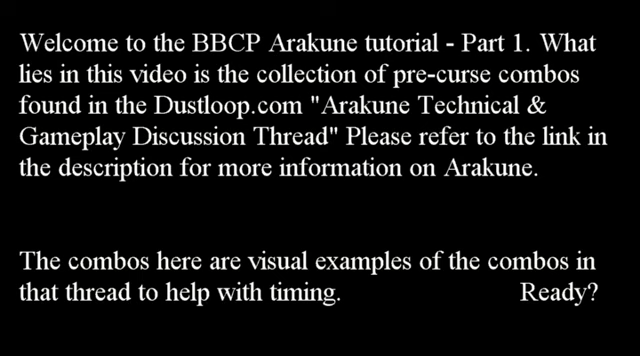 Welcome to the BBCP Arakune tutorial - Part 1. What
lies in this video is the collection of pre-curse combos
found in the Dustloop.com "Arakune Technical &
Gameplay Discussion Thread" Please refer to the link in
the description for more information on Arakune.
The combos here are visual examples of the combos in
that thread to help with timing. Ready?